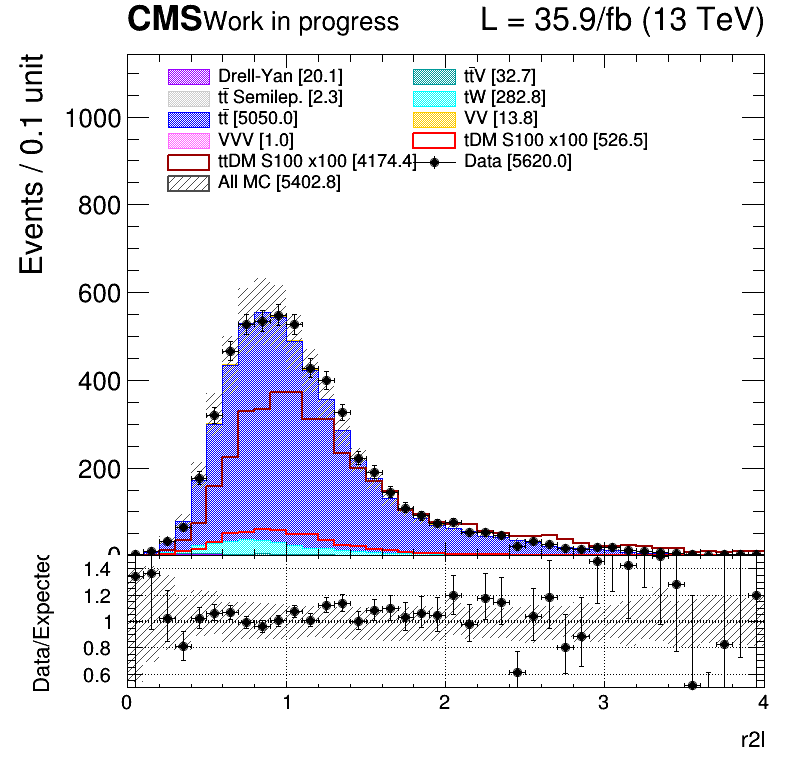 CMS Work in progress L = 35.9/fb (13 TeV)
Drell-Yan [20.1] tt̄V [32.7]
tt̄ Semilep. [2.3] tW [282.8]
tt̄ [5050.0] VV [13.8]
VVV [1.0] tDM S100 x100 [526.5]
ttDM S100 x100 [4174.4] Data [5620.0]
All MC [5402.8]
Events / 0.1 unit
1000
800
600
400
200
0
Data/Expected
1.4
1.2
1
0.8
0.6
0 1 2 3 4
r2l